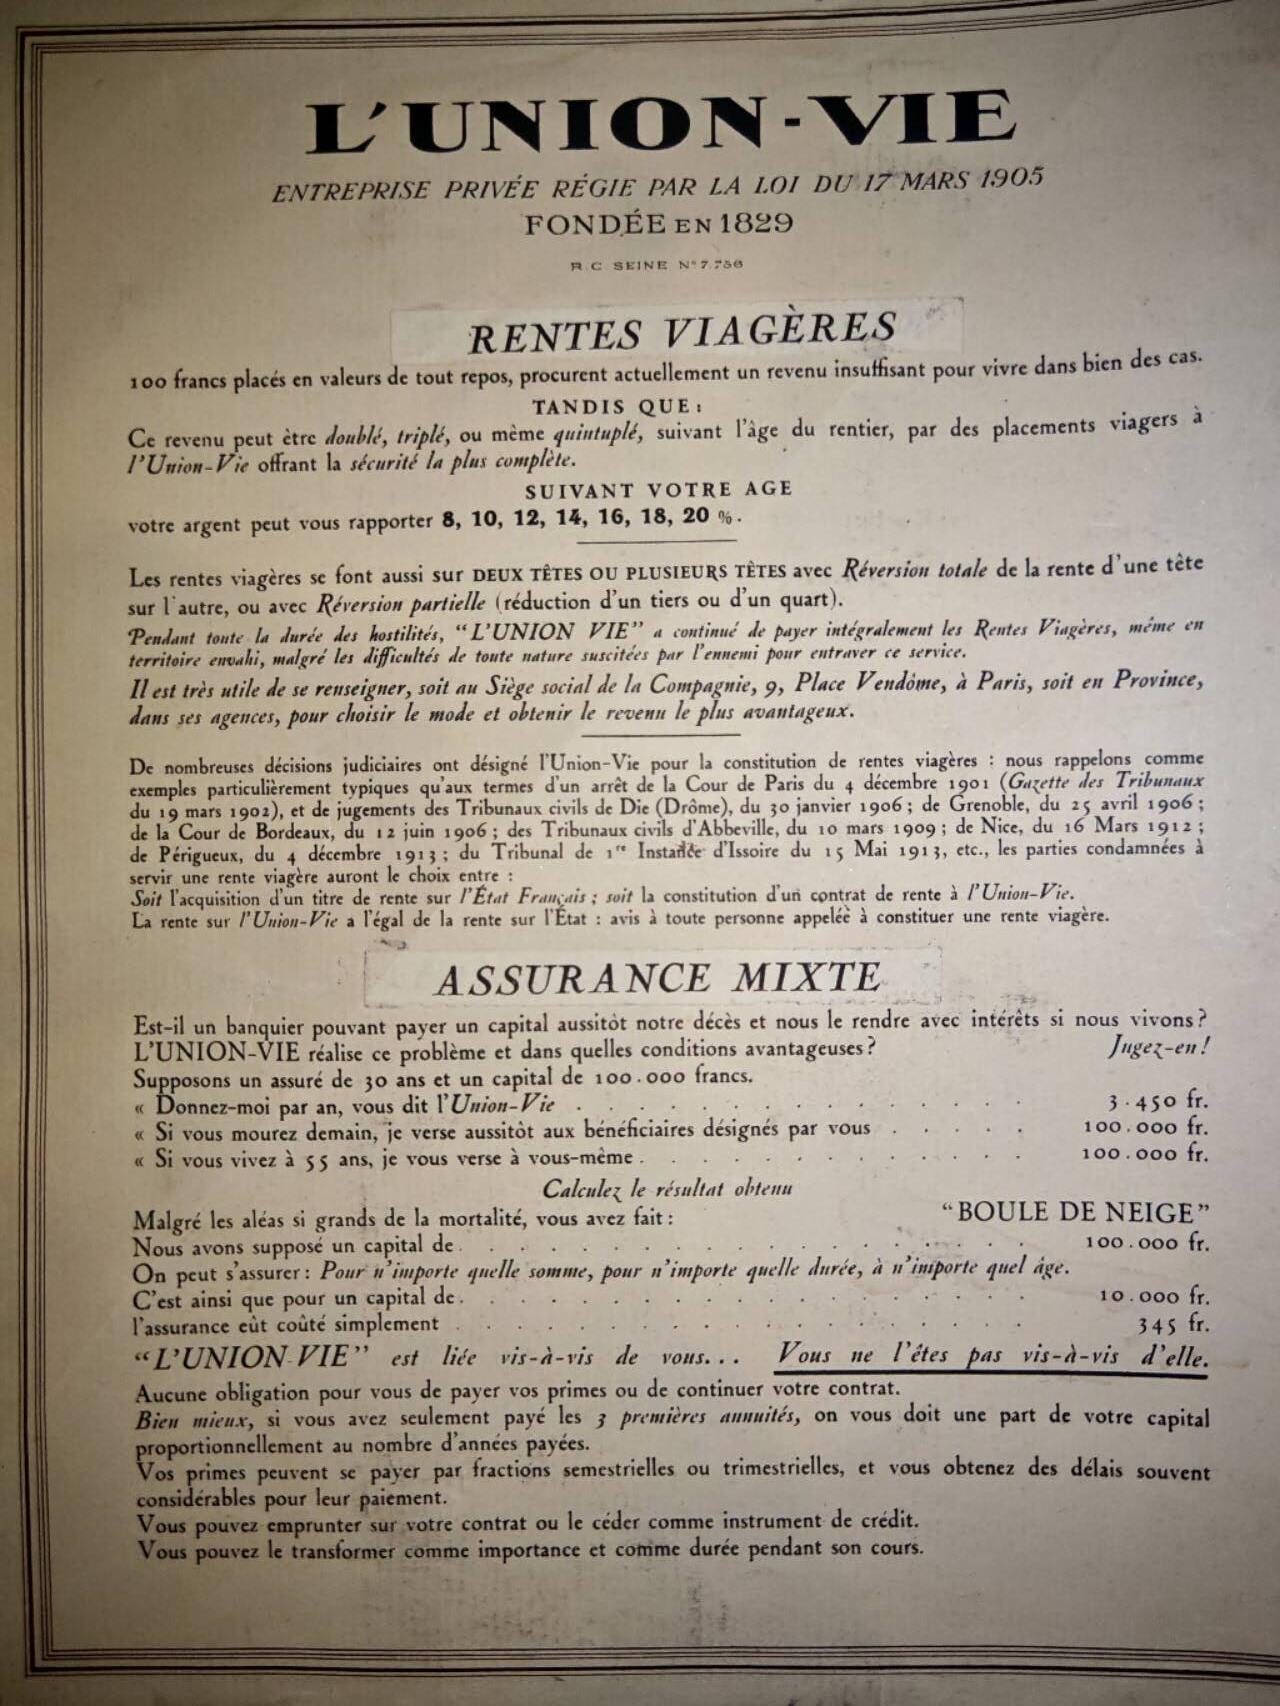 L'UNION-VIE
ENTREPRISE PRIVÉE RÉGIE PAR LA LOI DU 17 MARS 1905
FONDÉE EN 1829
R.C SEINE N° 7.756
RENTES VIAGÈRES
100 francs placés en valeurs de tout repos, procurent actuellement un revenu insuffisant pour vivre dans bien des cas.
TANDIS QUE :
Ce revenu peut être doublé, triplé, ou même quintuplé, suivant l'âge du rentier, par des placements viagers à
l'Union-Vie offrant la sécurité la plus complète.
SUIVANT VOTRE AGE
votre argent peut vous rapporter 8, 10, 12, 14, 16, 18, 20 %.
Les rentes viagères se font aussi sur DEUX TÊTES OU PLUSIEURS TÊTES avec Réversion totale de la rente d'une tête
sur l'autre, ou avec Réversion partielle (réduction d'un tiers ou d'un quart).
Pendant toute la durée des hostilités, "L'UNION VIE" a continué de payer intégralement les Rentes Viagères, même en
territoire envahi, malgré les difficultés de toute nature suscitées par l'ennemi pour entraver ce service.
Il est très utile de se renseigner, soit au Siège social de la Compagnie, 9, Place Vendôme, à Paris, soit en Province,
dans ses agences, pour choisir le mode et obtenir le revenu le plus avantageux.
De nombreuses décisions judiciaires ont désigné l'Union-Vie pour la constitution de rentes viagères : nous rappelons comme
exemples particulièrement typiques qu'aux termes d'un arrêt de la Cour de Paris du 4 décembre 1901 (Gazette des Tribunaux
du 19 mars 1902), et de jugements des Tribunaux civils de Die (Drôme), du 30 janvier 1906 ; de Grenoble, du 25 avril 1906 ;
de la Cour de Bordeaux, du 12 juin 1906 ; des Tribunaux civils d'Abbeville, du 10 mars 1909 ; de Nice, du 16 Mars 1912 ;
de Périgueux, du 4 décembre 1913 ; du Tribunal de 1re Instance d'Issoire du 15 Mai 1913, etc., les parties condamnées à
servir une rente viagère auront le choix entre :
Soit l'acquisition d'un titre de rente sur l'État Français ; soit la constitution d'un contrat de rente à l'Union-Vie.
La rente sur l'Union-Vie a l'égal de la rente sur l'État : avis à toute personne appelée à constituer une rente viagère.
ASSURANCE MIXTE
Est-il un banquier pouvant payer un capital aussitôt notre décès et nous le rendre avec intérêts si nous vivons ?
L'UNION-VIE réalise ce problème et dans quelles conditions avantageuses ? Jugez-en !
Supposons un assuré de 30 ans et un capital de 100.000 francs.
« Donnez-moi par an, vous dit l'Union-Vie . . . . . . . . . . . . . . . 3.450 fr.
« Si vous mourez demain, je verse aussitôt aux bénéficiaires désignés par vous . . . . . 100.000 fr.
« Si vous vivez à 55 ans, je vous verse à vous-même . . . . . . . . . . . . . 100.000 fr.
Calculez le résultat obtenu
Malgré les aléas si grands de la mortalité, vous avez fait : "BOULE DE NEIGE"
Nous avons supposé un capital de . . . . . . . . . . . . . . . . . . . 100.000 fr.
On peut s'assurer : Pour n'importe quelle somme, pour n'importe quelle durée, à n'importe quel âge.
C'est ainsi que pour un capital de . . . . . . . . . . . . . . . . . . . 10.000 fr.
l'assurance eût coûté simplement . . . . . . . . . . . . . . . . . . . 345 fr.
"L'UNION-VIE" est liée vis-à-vis de vous... Vous ne l'êtes pas vis-à-vis d'elle.
Aucune obligation pour vous de payer vos primes ou de continuer votre contrat.
Bien mieux, si vous avez seulement payé les 3 premières annuités, on vous doit une part de votre capital
proportionnellement au nombre d'années payées.
Vos primes peuvent se payer par fractions semestrielles ou trimestrielles, et vous obtenez des délais souvent
considérables pour leur paiement.
Vous pouvez emprunter sur votre contrat ou le céder comme instrument de crédit.
Vous pouvez le transformer comme importance et comme durée pendant son cours.